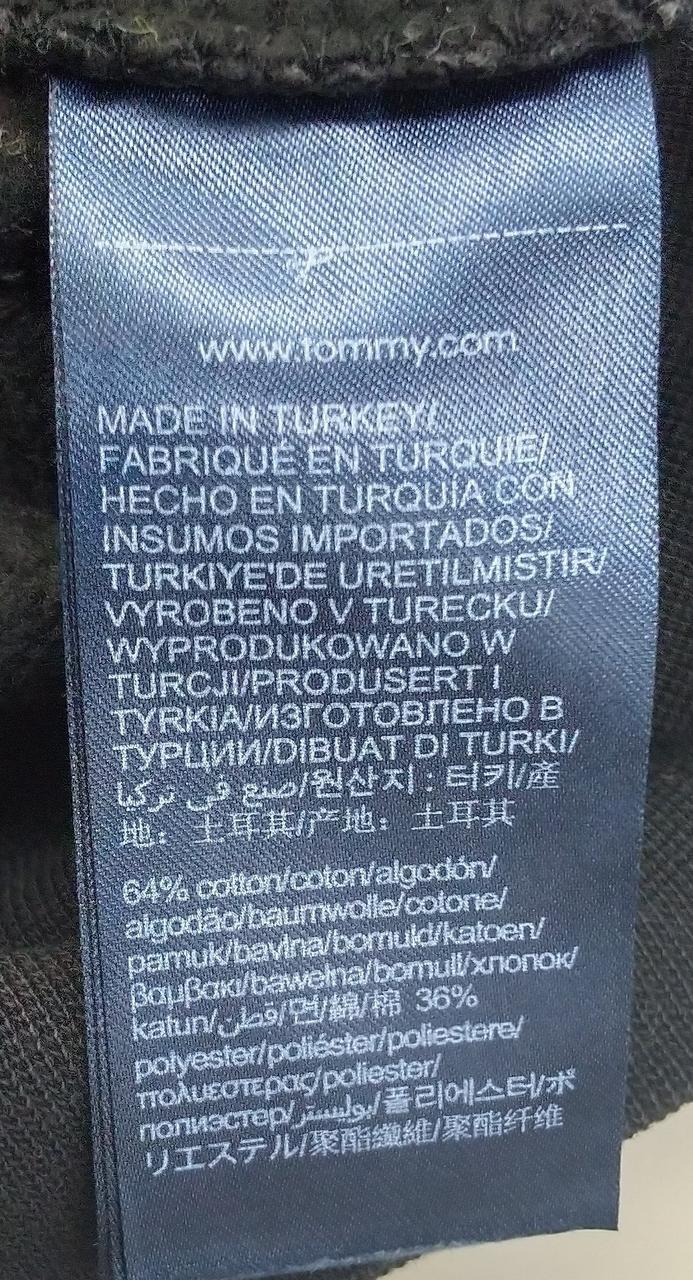 www.tommy.com
MADE IN TURKEY/
FABRIQUÉ EN TURQUIE/
HECHO EN TURQUIA CON
INSUMOS IMPORTADOS/
TURKIYE'DE URETILMISTIR/
VYROBENO V TURECKU/
WYPRODUKOWANO W
TURCJI/PRODUSERT I
TYRKIA/ИЗГОТОВЛЕНО В
ТУРЦИИ/DIBUAT DI TURKI/
صنع في تركيا/원산지 : 터키/產
地：土耳其/产地：土耳其
64% cotton/coton/algodón/
algodão/baumwolle/cotone/
pamuk/bavlna/bomuld/katoen/
βαμβακι/bawełna/bomull/хлопок/
katun/قطن/면/綿/棉 36%
polyester/poliéster/poliestere/
πολυεστερας/poliester/
полиэстер/بوليستر/폴리에스터/ポ
リエステル/聚酯纖維/聚酯纤维